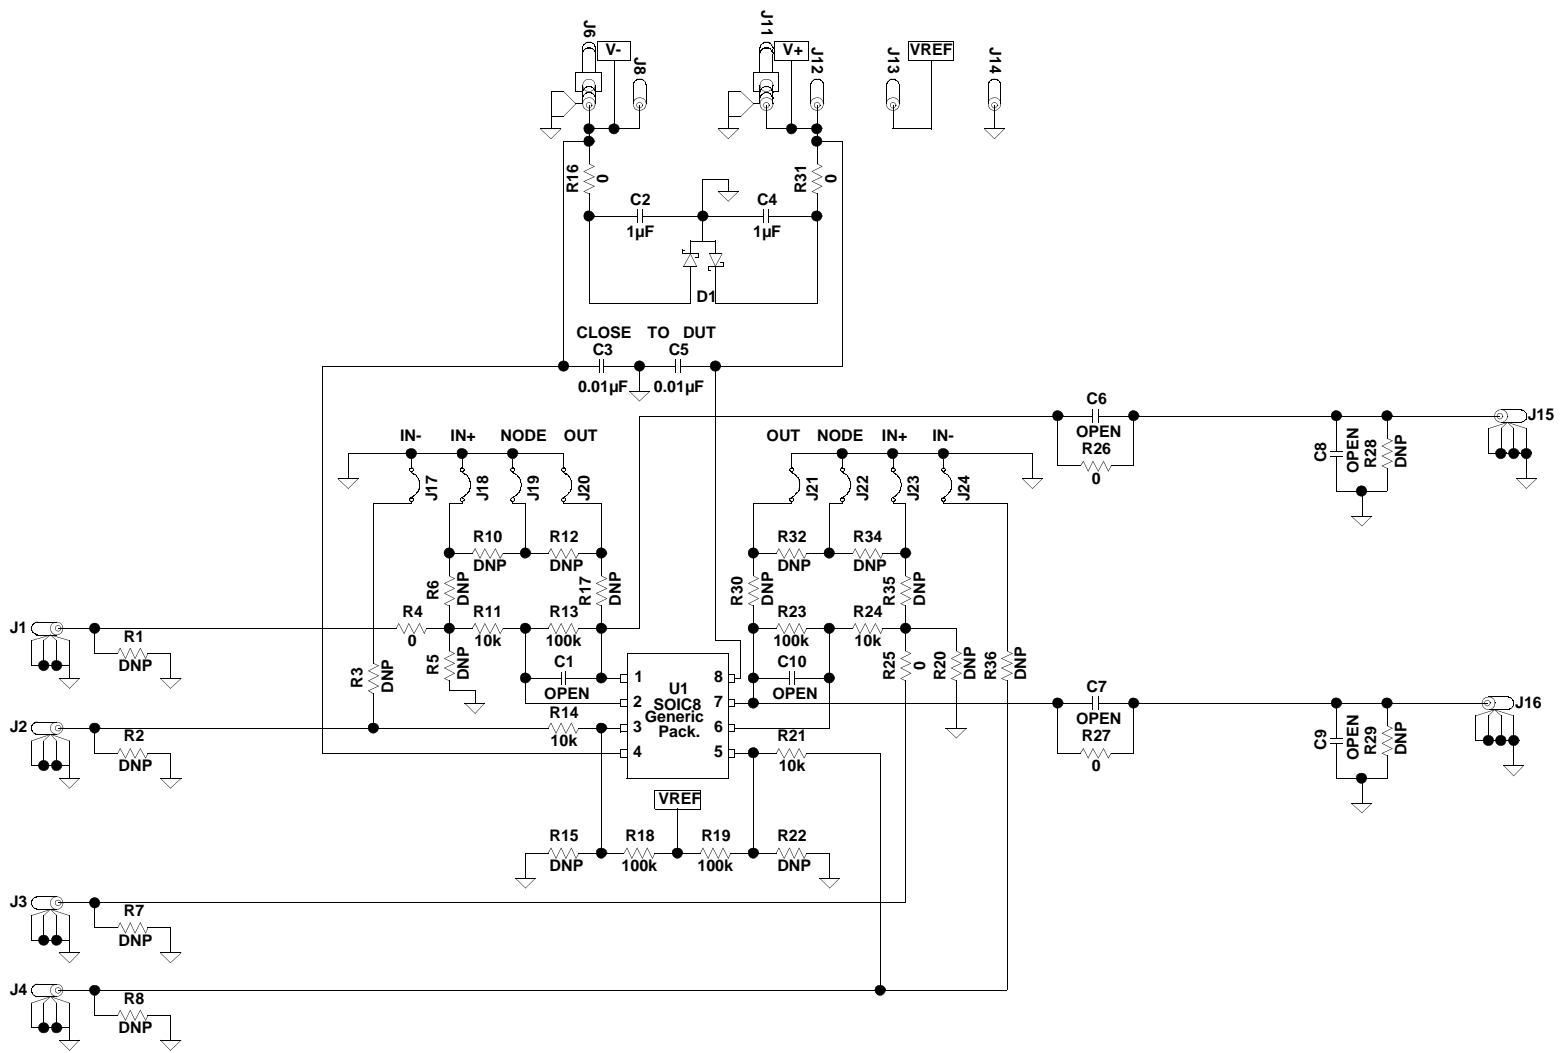 J6
V-
J8
J11
V+
J12
J13
VREF
J14
R16
0
R31
0
C2
1µF
C4
1µF
D1
CLOSE TO DUT
C3
0.01µF
C5
0.01µF
IN-
IN+
NODE
OUT
OUT
NODE
IN+
IN-
J17
J18
J19
J20
J21
J22
J23
J24
C6
OPEN
R26
0
C8
OPEN
R28
DNP
J15
R10
DNP
R12
DNP
R32
DNP
R34
DNP
R6
DNP
R17
DNP
R30
DNP
R35
DNP
J1
R1
DNP
R4
0
R11
10k
R13
100k
R23
100k
R24
10k
R3
DNP
R5
DNP
C1
OPEN
C10
OPEN
R25
0
R20
DNP
R36
DNP
1
2
3
4
U1
SOIC8
Generic
Pack.
8
7
6
5
J2
R2
DNP
R14
10k
R21
10k
C7
OPEN
R27
0
C9
OPEN
R29
DNP
J16
VREF
R15
DNP
R18
100k
R19
100k
R22
DNP
J3
R7
DNP
J4
R8
DNP